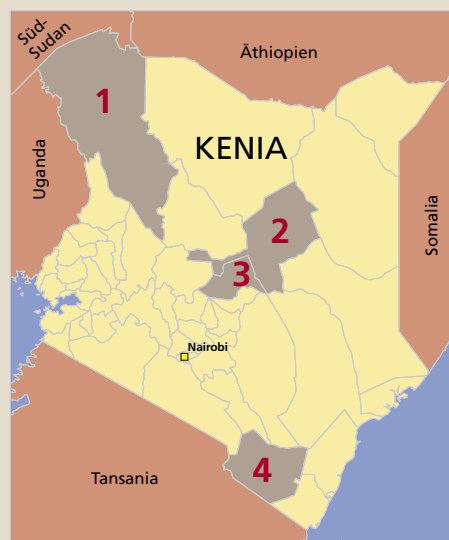 Süd-
Sudan
Äthiopien
1
KENIA
Uganda
Somalia
2
3
Nairobi
4
Tansania